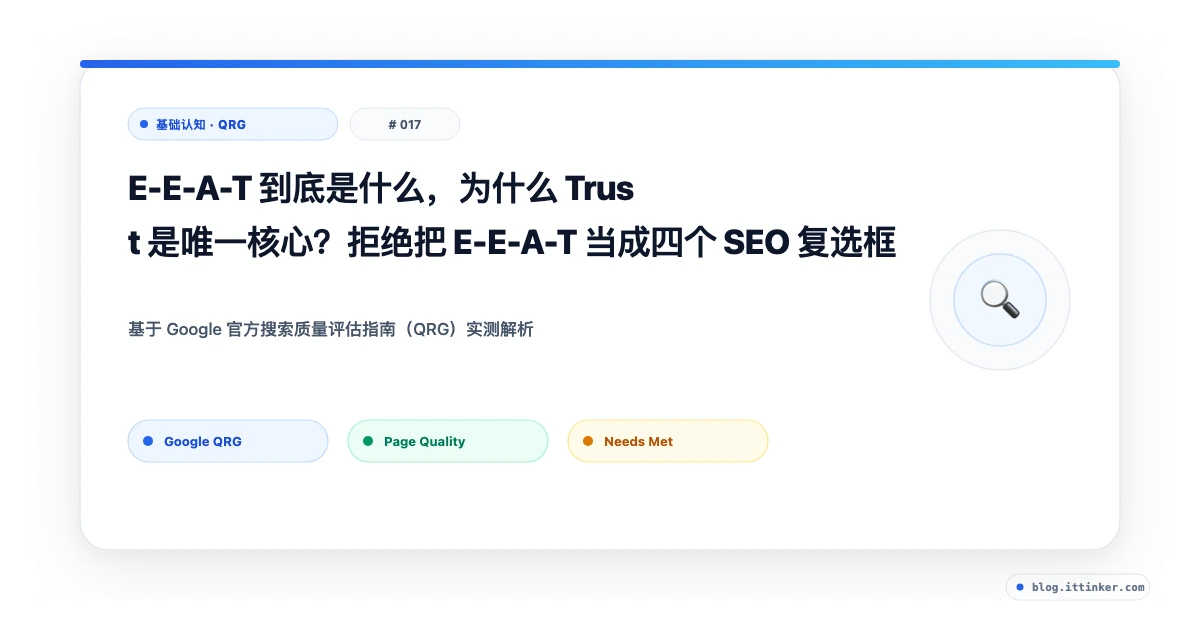 基础认知 · QRG
# 017
E-E-A-T 到底是什么，为什么 Trus
t 是唯一核心？拒绝把 E-E-A-T 当成四个 SEO 复选框
基于 Google 官方搜索质量评估指南（QRG）实测解析
Google QRG
Page Quality
Needs Met
blog.ittinker.com